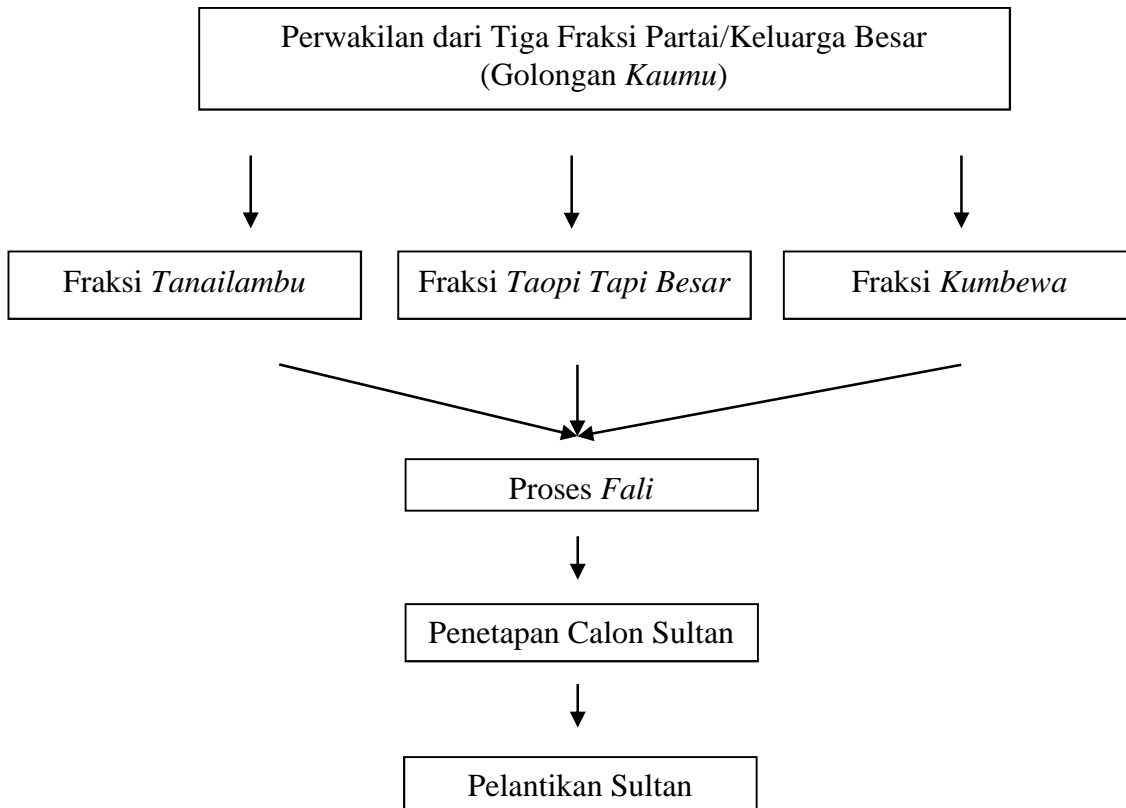 Perwakilan dari Tiga Fraksi Partai/Keluarga Besar
(Golongan Kaumu)
Fraksi Tanailambu
Fraksi Taopi Tapi Besar
Fraksi Kumbewa
Proses Fali
Penetapan Calon Sultan
Pelantikan Sultan